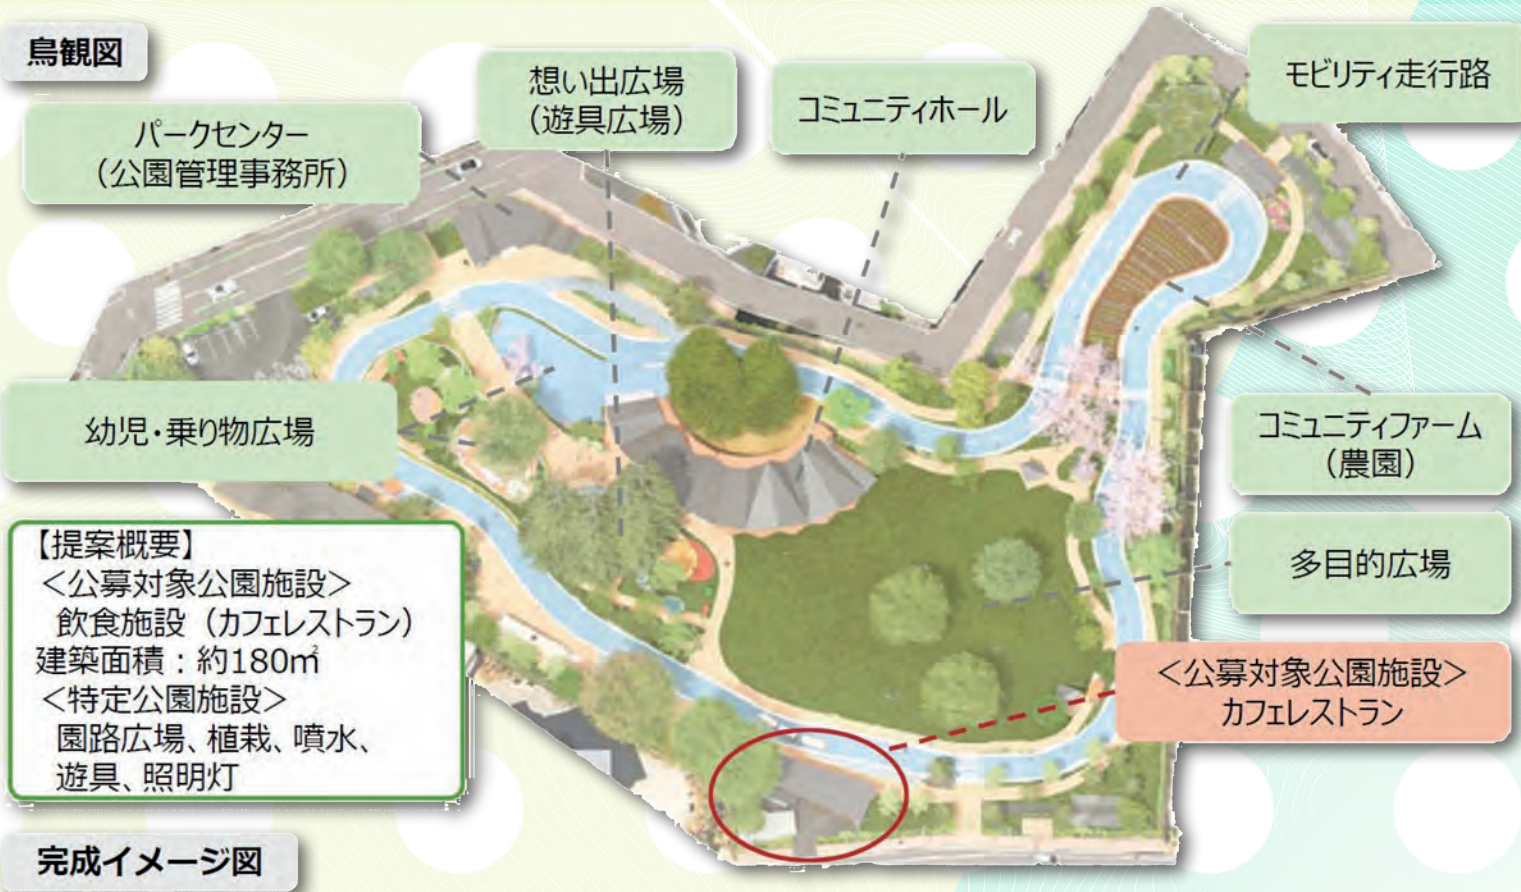 鳥観図
パークセンター
（公園管理事務所）
想い出広場
（遊具広場）
コミュニティホール
モビリティ走行路
幼児・乗り物広場
コミュニティファーム
（農園）
多目的広場
＜公募対象公園施設＞
カフェレストラン
【提案概要】
＜公募対象公園施設＞
飲食施設（カフェレストラン）
建築面積：約180㎡
＜特定公園施設＞
園路広場、植栽、噴水、
遊具、照明灯
完成イメージ図